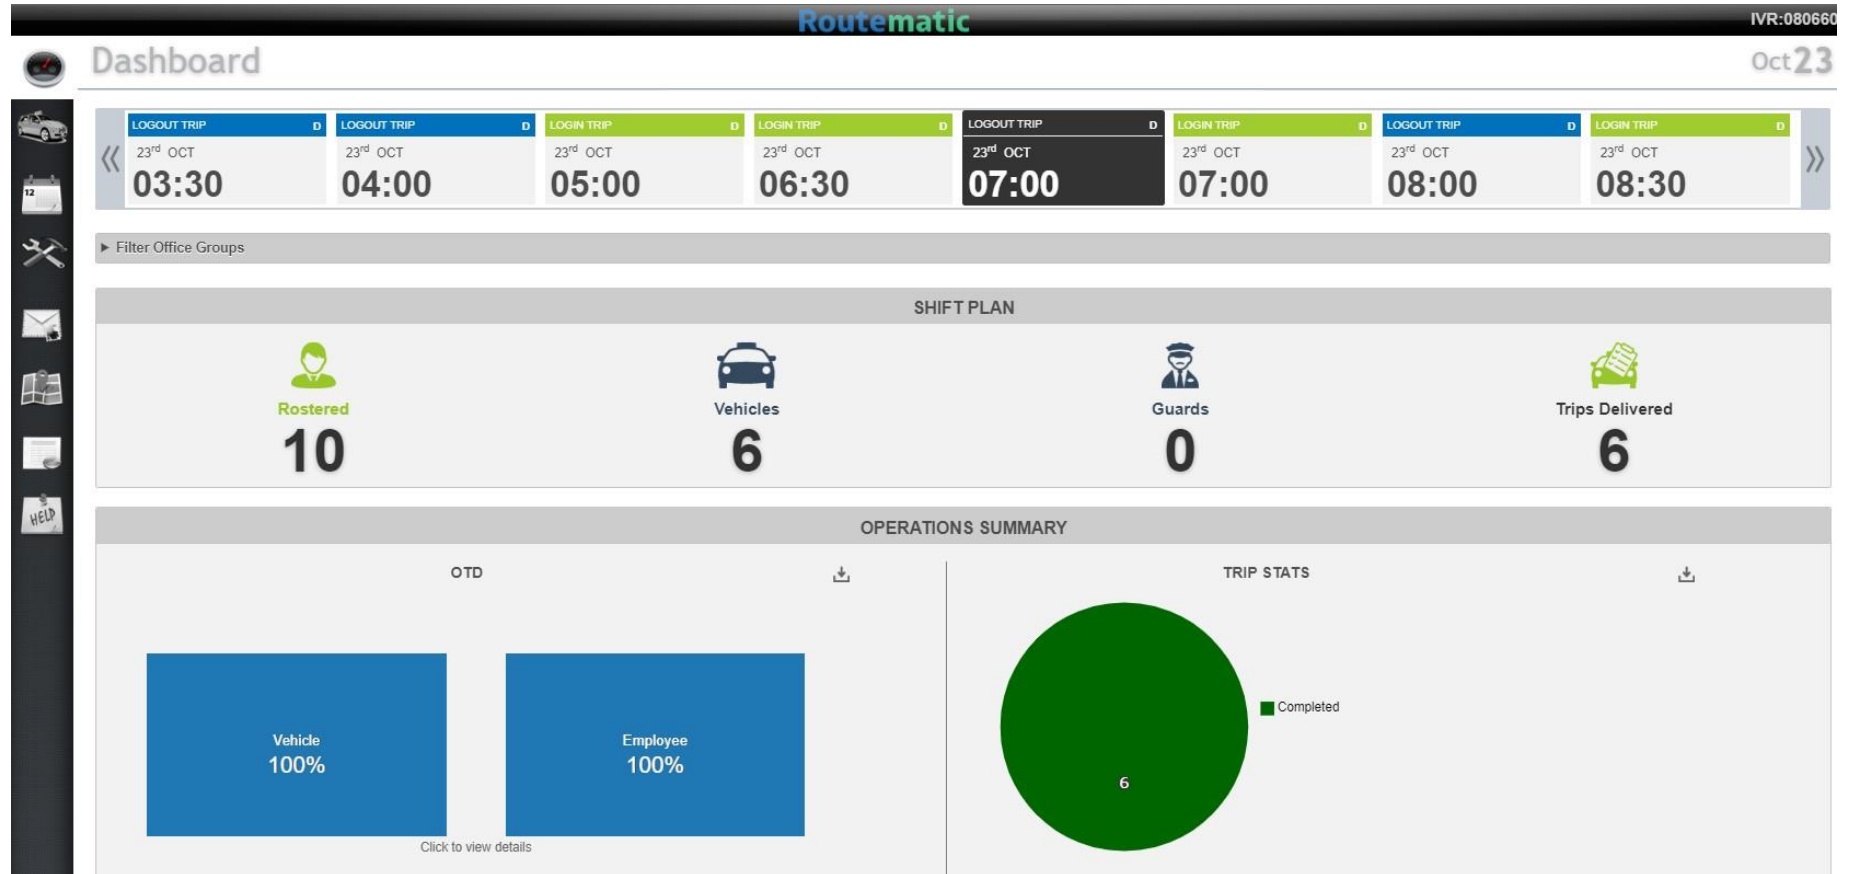 Routematic
IVR:080660
Dashboard
Oct 23
LOGOUT TRIP D
23rd OCT
03:30
LOGOUT TRIP D
23rd OCT
04:00
LOGIN TRIP D
23rd OCT
05:00
LOGIN TRIP D
23rd OCT
06:30
LOGOUT TRIP D
23rd OCT
07:00
LOGIN TRIP D
23rd OCT
07:00
LOGOUT TRIP D
23rd OCT
08:00
LOGIN TRIP D
23rd OCT
08:30
12
Filter Office Groups
SHIFT PLAN
Rostered
10
Vehicles
6
Guards
0
Trips Delivered
6
HELP
OPERATIONS SUMMARY
OTD
Vehicle
100%
Employee
100%
Click to view details
TRIP STATS
6
Completed